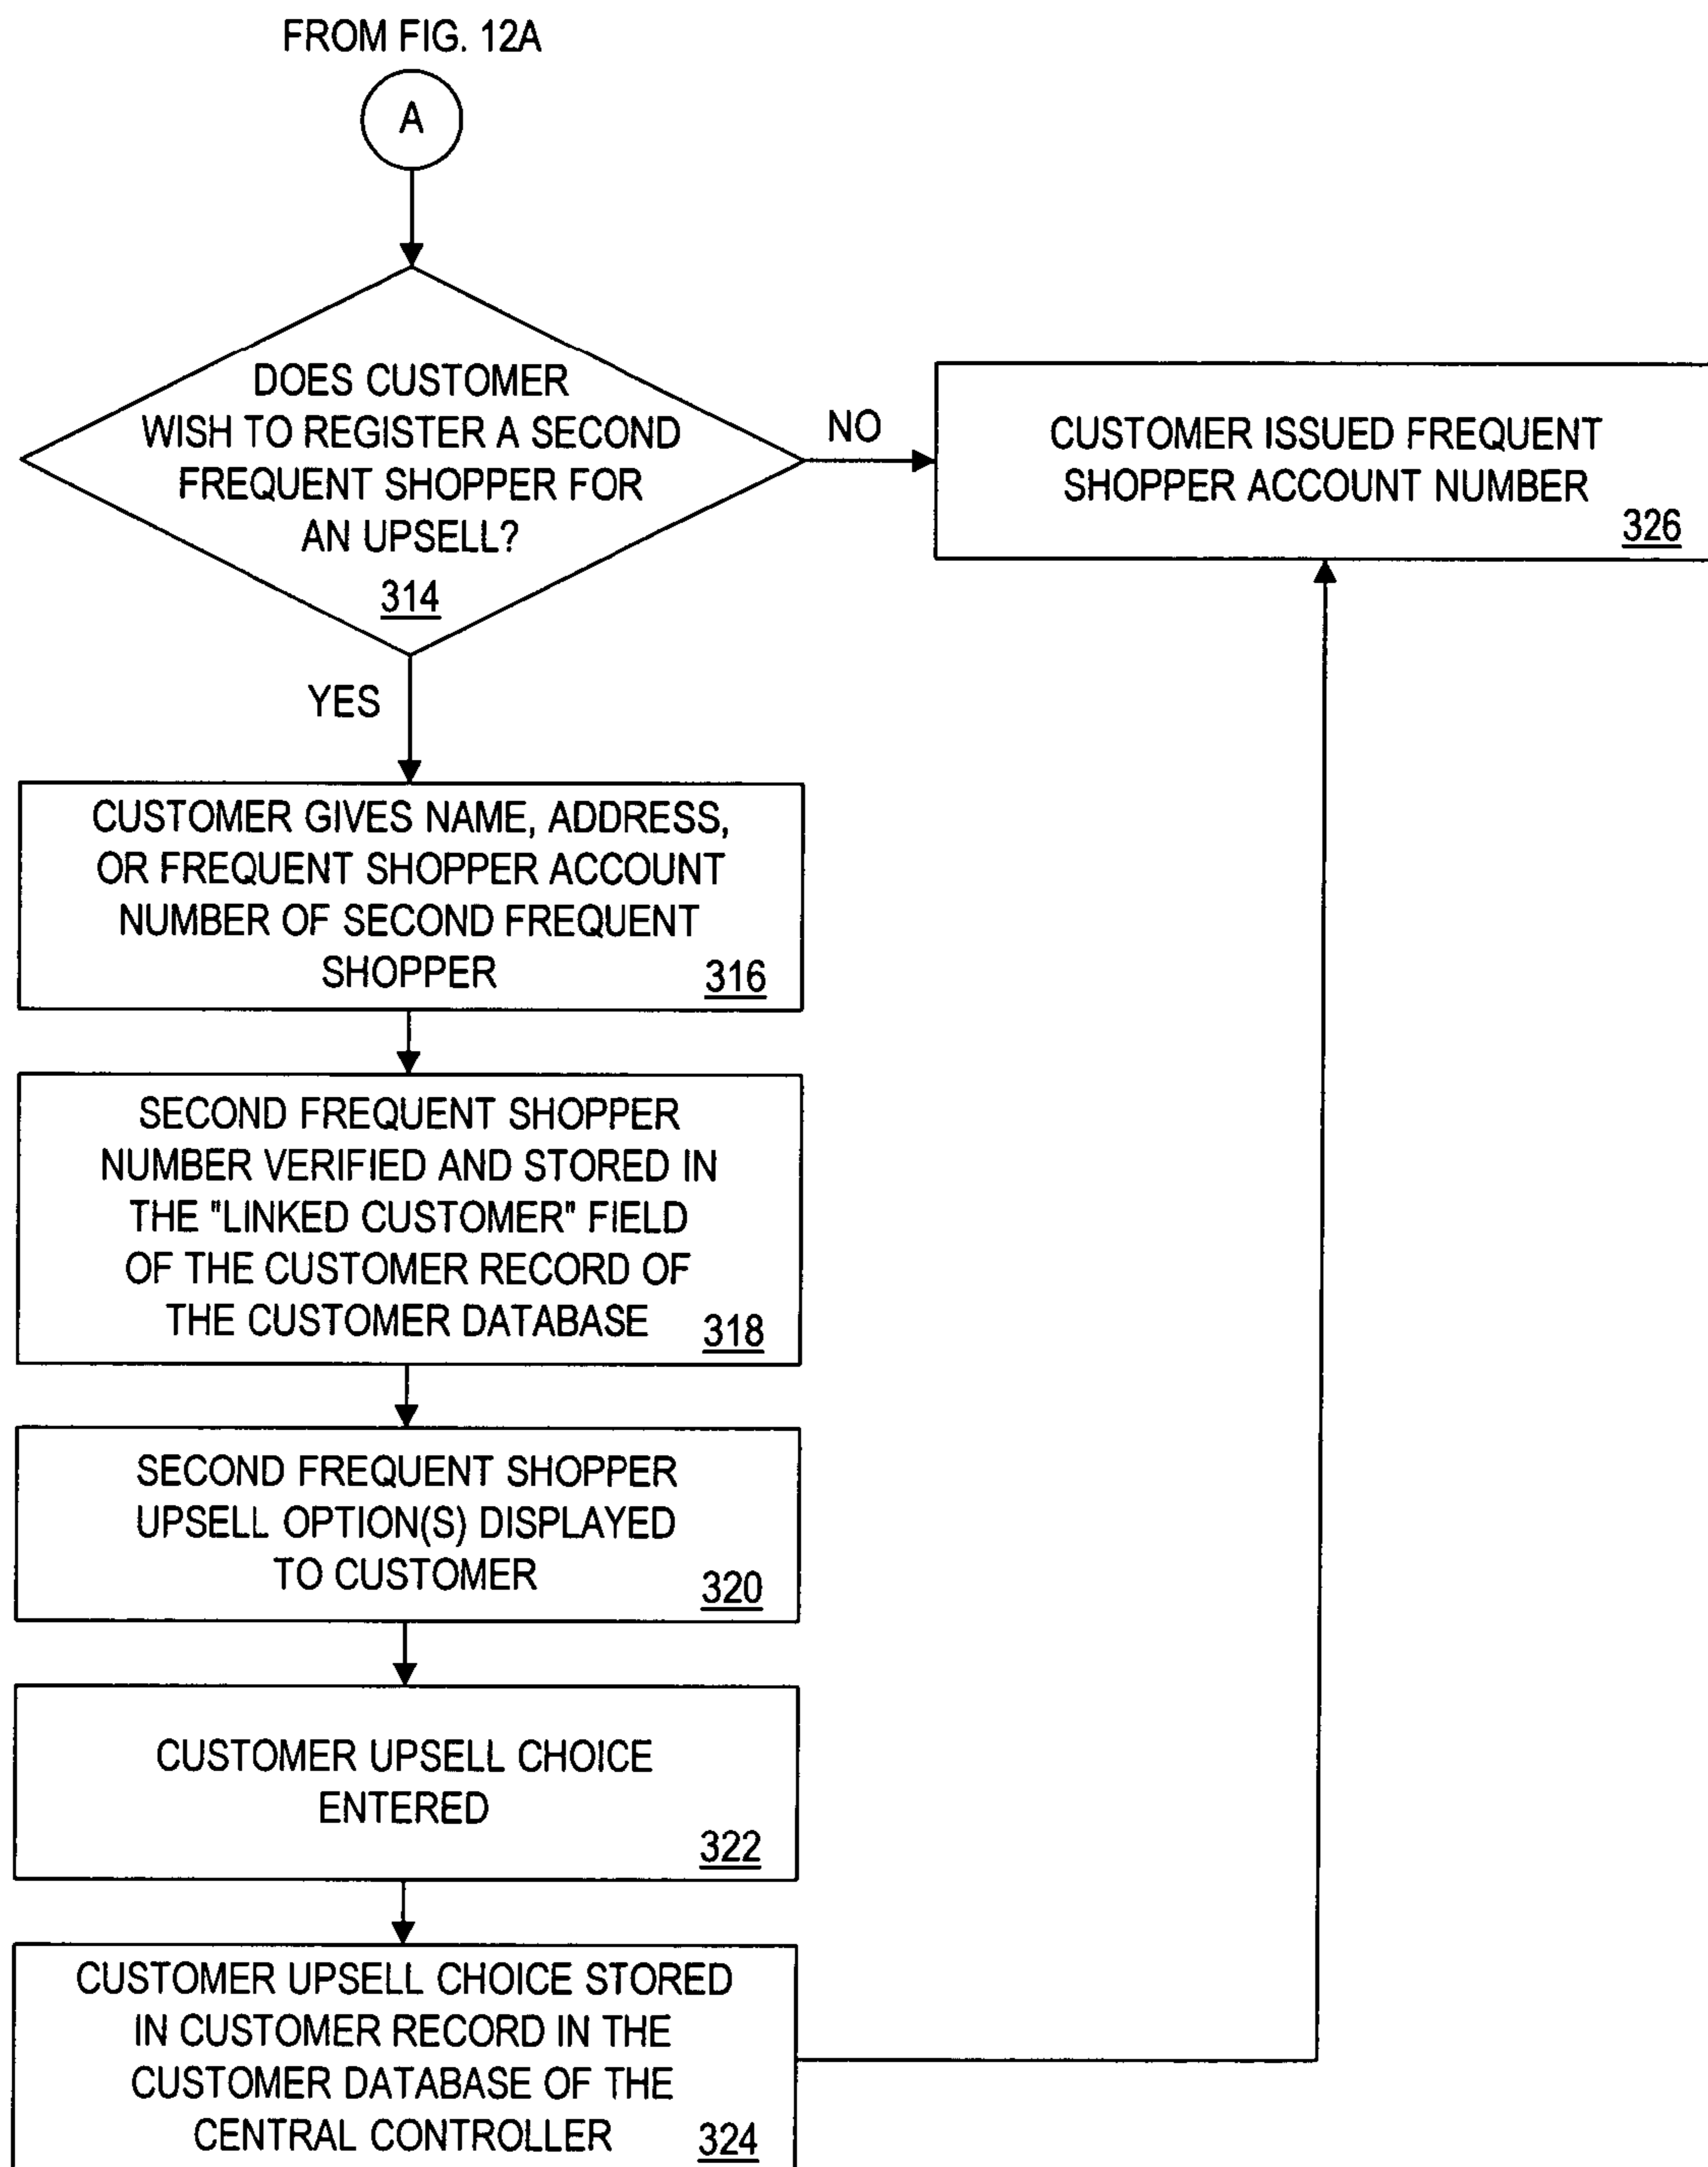 FROM FIG. 12A
A
DOES CUSTOMER
WISH TO REGISTER A SECOND
FREQUENT SHOPPER FOR
AN UPSELL?
314
NO
CUSTOMER ISSUED FREQUENT
SHOPPER ACCOUNT NUMBER
326
YES
CUSTOMER GIVES NAME, ADDRESS,
OR FREQUENT SHOPPER ACCOUNT
NUMBER OF SECOND FREQUENT
SHOPPER
316
SECOND FREQUENT SHOPPER
NUMBER VERIFIED AND STORED IN
THE "LINKED CUSTOMER" FIELD
OF THE CUSTOMER RECORD OF
THE CUSTOMER DATABASE
318
SECOND FREQUENT SHOPPER
UPSELL OPTION(S) DISPLAYED
TO CUSTOMER
320
CUSTOMER UPSELL CHOICE
ENTERED
322
CUSTOMER UPSELL CHOICE STORED
IN CUSTOMER RECORD IN THE
CUSTOMER DATABASE OF THE
CENTRAL CONTROLLER
324